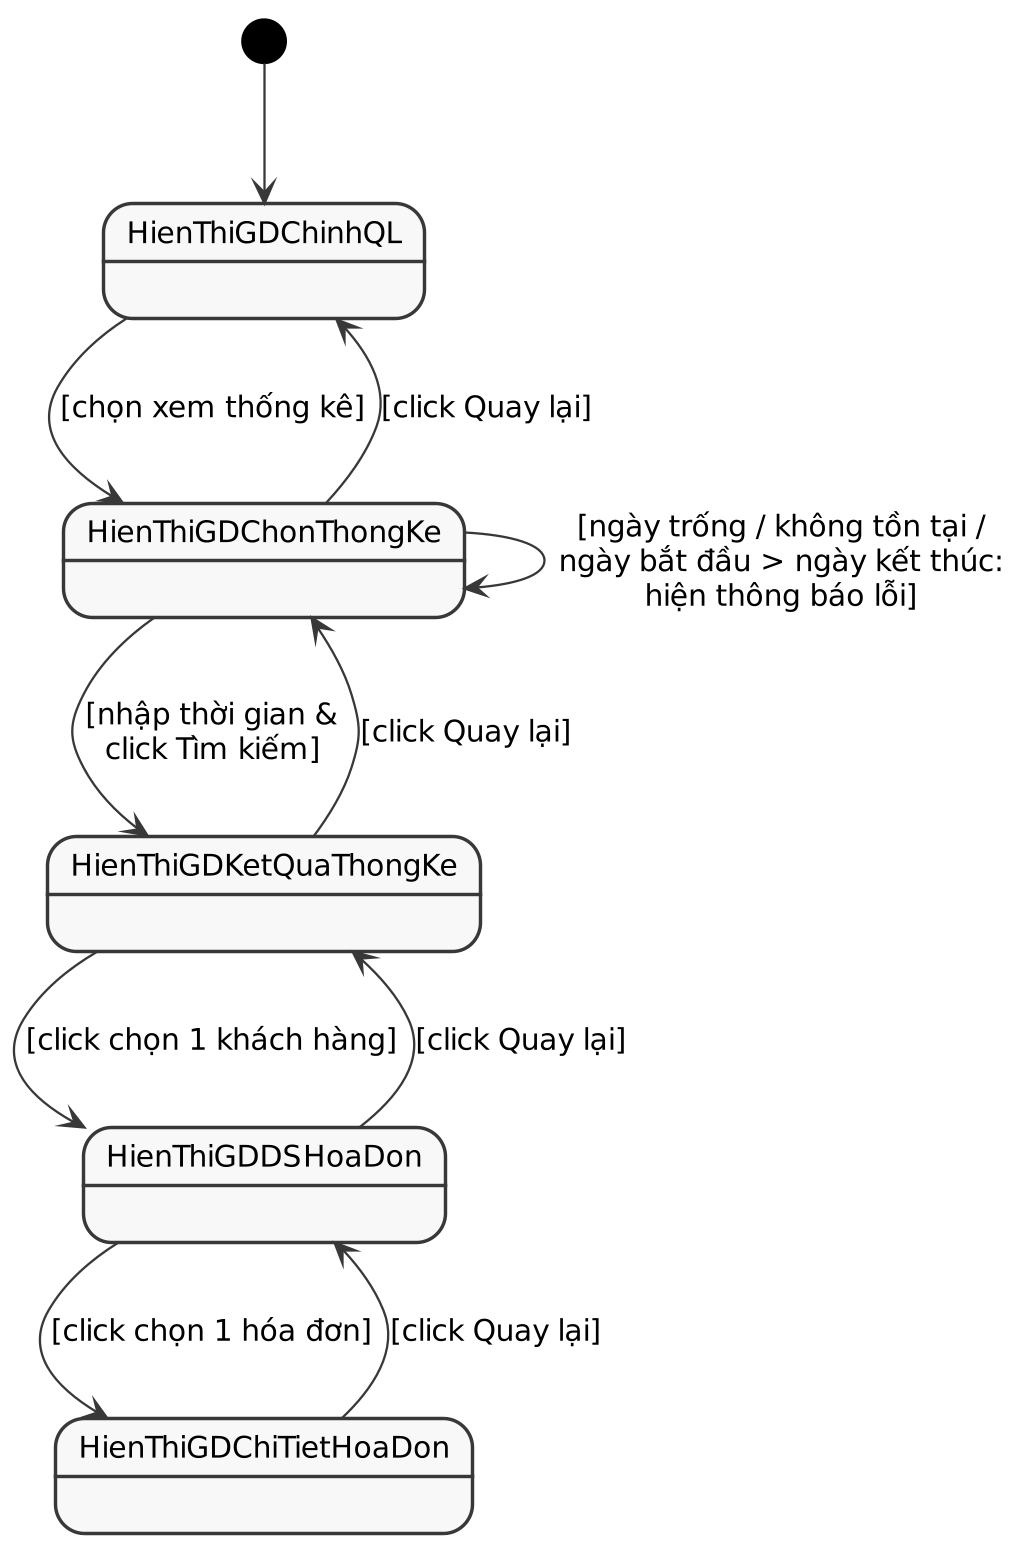 HienThiGDChinhQL
[chọn xem thống kê]
[click Quay lại]
HienThiGDChonThongKe
[ngày trống / không tồn tại /
ngày bắt đầu > ngày kết thúc:
hiện thông báo lỗi]
[nhập thời gian &
click Tìm kiếm]
[click Quay lại]
HienThiGDKetQuaThongKe
[click chọn 1 khách hàng]
[click Quay lại]
HienThiGDDSHoaDon
[click chọn 1 hóa đơn]
[click Quay lại]
HienThiGDChiTietHoaDon